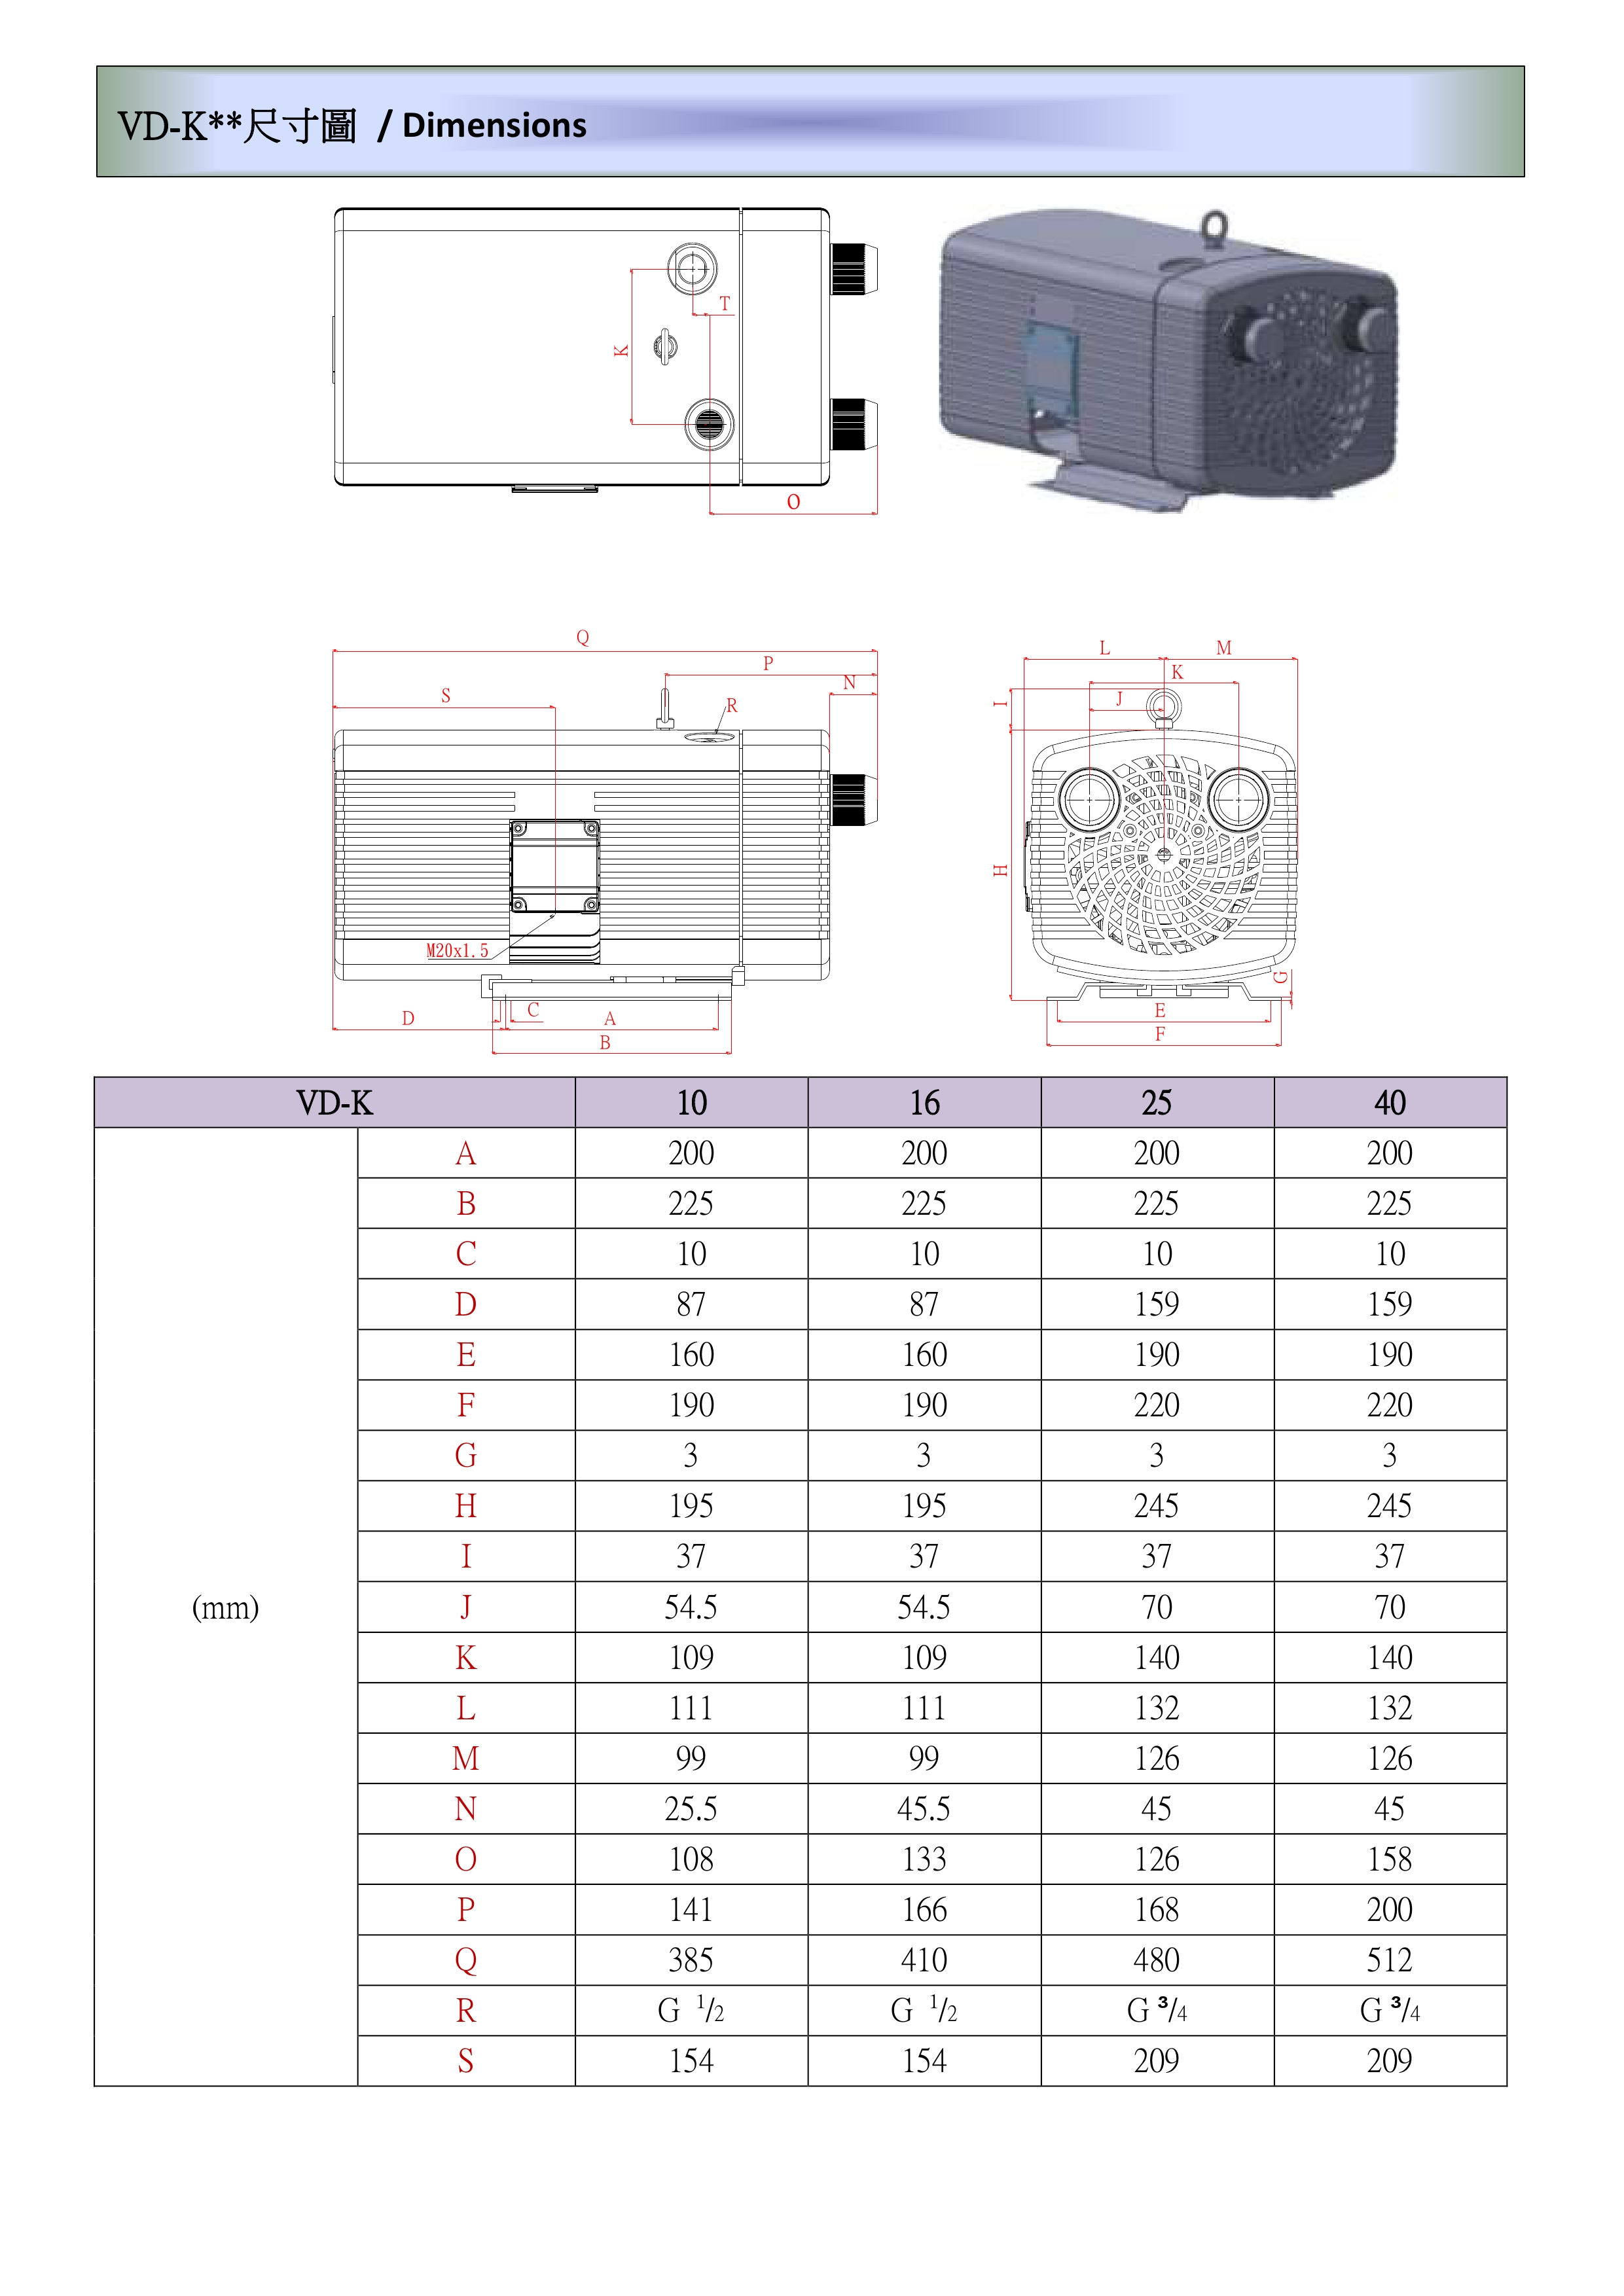 VD-K**尺寸圖 / Dimensions
T
K
O
Q
P
N
S
R
M20x1.5
D
C
A
B
L
M
K
J
I
H
G
E
F
VD-K 10 16 25 40
(mm)
A 200 200 200 200
B 225 225 225 225
C 10 10 10 10
D 87 87 159 159
E 160 160 190 190
F 190 190 220 220
G 3 3 3 3
H 195 195 245 245
I 37 37 37 37
J 54.5 54.5 70 70
K 109 109 140 140
L 111 111 132 132
M 99 99 126 126
N 25.5 45.5 45 45
O 108 133 126 158
P 141 166 168 200
Q 385 410 480 512
R G 1/2 G 1/2 G 3/4 G 3/4
S 154 154 209 209